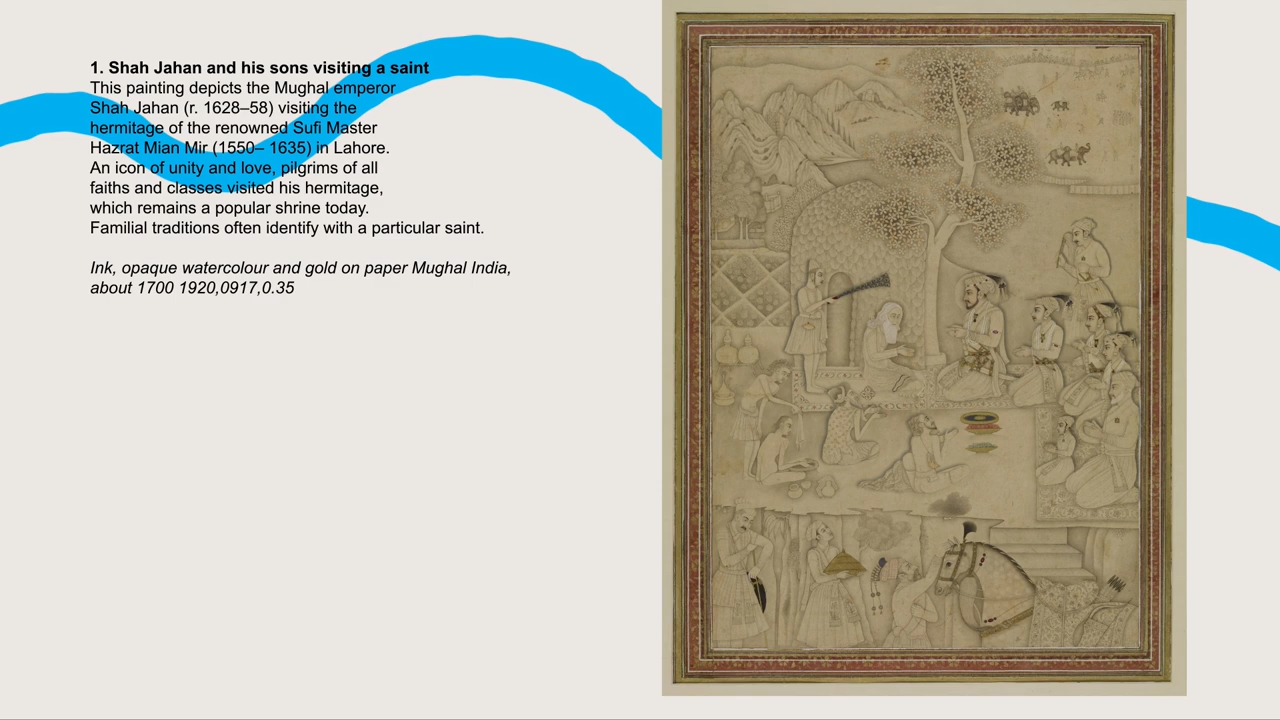 1. Shah Jahan and his sons visiting a saint
This painting depicts the Mughal emperor
Shah Jahan (r. 1628–58) visiting the
hermitage of the renowned Sufi Master
Hazrat Mian Mir (1550– 1635) in Lahore.
An icon of unity and love, pilgrims of all
faiths and classes visited his hermitage,
which remains a popular shrine today.
Familial traditions often identify with a particular saint.
Ink, opaque watercolour and gold on paper Mughal India,
about 1700 1920,0917,0.35